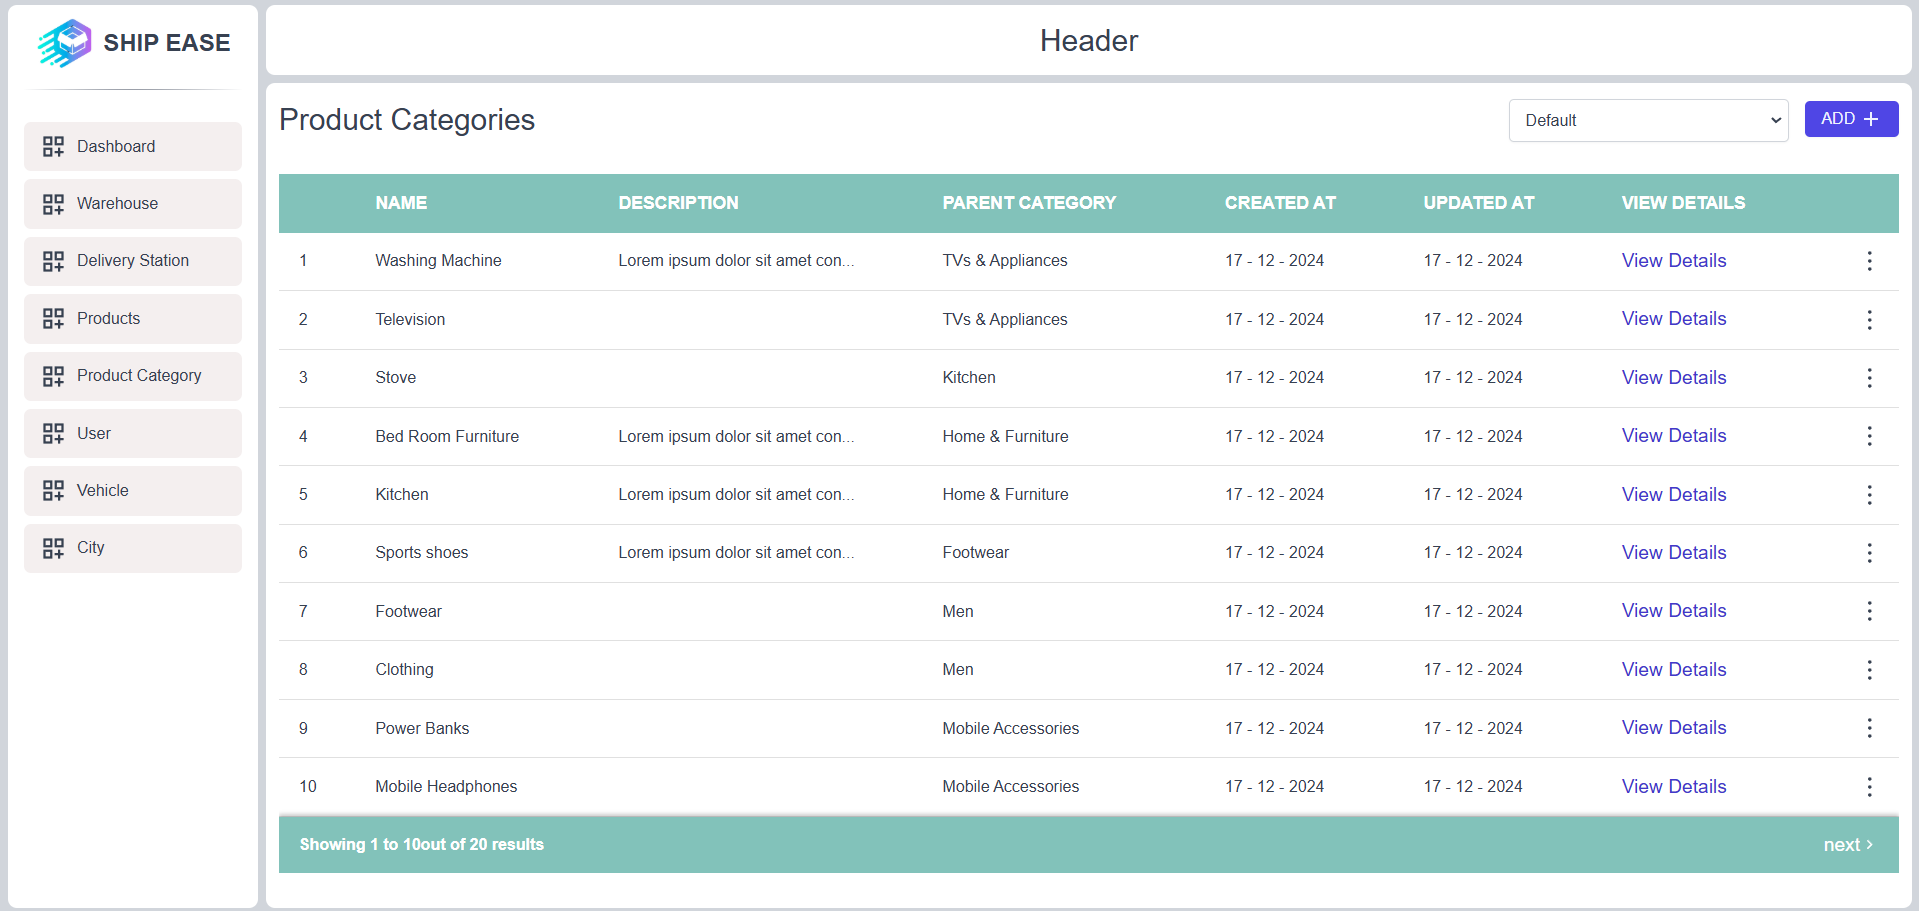 SHIP EASE
Dashboard
Warehouse
Delivery Station
Products
Product Category
User
Vehicle
City
Header
Product Categories
Default
ADD +
NAME DESCRIPTION PARENT CATEGORY CREATED AT UPDATED AT VIEW DETAILS
1 Washing Machine Lorem ipsum dolor sit amet con... TVs & Appliances 17 - 12 - 2024 17 - 12 - 2024 View Details
2 Television TVs & Appliances 17 - 12 - 2024 17 - 12 - 2024 View Details
3 Stove Kitchen 17 - 12 - 2024 17 - 12 - 2024 View Details
4 Bed Room Furniture Lorem ipsum dolor sit amet con... Home & Furniture 17 - 12 - 2024 17 - 12 - 2024 View Details
5 Kitchen Lorem ipsum dolor sit amet con... Home & Furniture 17 - 12 - 2024 17 - 12 - 2024 View Details
6 Sports shoes Lorem ipsum dolor sit amet con... Footwear 17 - 12 - 2024 17 - 12 - 2024 View Details
7 Footwear Men 17 - 12 - 2024 17 - 12 - 2024 View Details
8 Clothing Men 17 - 12 - 2024 17 - 12 - 2024 View Details
9 Power Banks Mobile Accessories 17 - 12 - 2024 17 - 12 - 2024 View Details
10 Mobile Headphones Mobile Accessories 17 - 12 - 2024 17 - 12 - 2024 View Details
Showing 1 to 10out of 20 results next ›